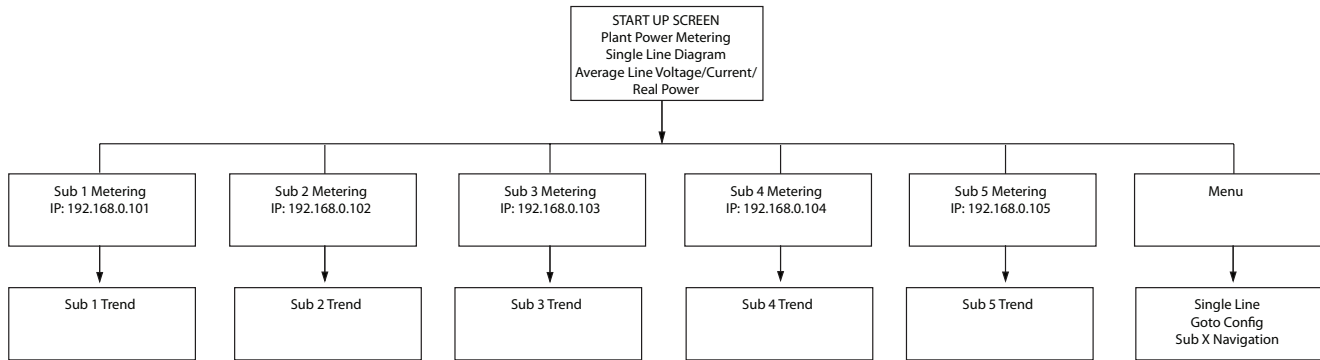 START UP SCREEN
Plant Power Metering
Single Line Diagram
Average Line Voltage/Current/
Real Power
Sub 1 Metering
IP: 192.168.0.101
Sub 2 Metering
IP: 192.168.0.102
Sub 3 Metering
IP: 192.168.0.103
Sub 4 Metering
IP: 192.168.0.104
Sub 5 Metering
IP: 192.168.0.105
Menu
Sub 1 Trend
Sub 2 Trend
Sub 3 Trend
Sub 4 Trend
Sub 5 Trend
Single Line
Goto Config
Sub X Navigation